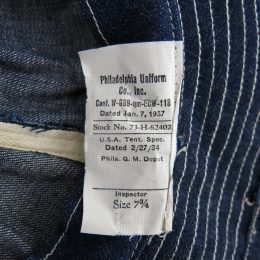 Philadelphia Uniform
Co., Inc.
Cont. W-669-qm-ECW-118
Dated Jan. 7, 1937
Stock No. 73-H-62402
U.S.A. Tent. Spec.
Dated 2/27/34
Phila. Q. M. Depot
Inspector
Size 7¾